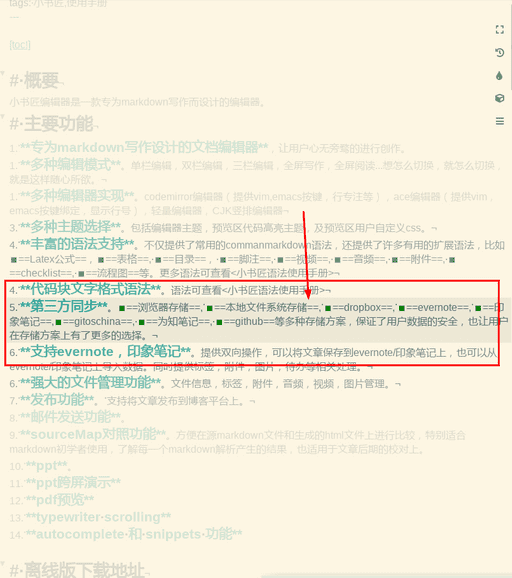 tags:小书匠,使用手册
---
[toc]
#·概要¬
小书匠编辑器是一款专为markdown写作而设计的编辑器。
#·主要功能¬
1.·**专为markdown写作设计的文档编辑器**，让用户心无旁骛的进行创作。
1.·**多种编辑模式**。单栏编辑，双栏编辑，三栏编辑，全屏写作，全屏阅读...想怎么切换，就怎么切换，
就是这样随心所欲。¬
1.·**多种编辑器实现**。codemirror编辑器（提供vim,emacs按键，行专注等），ace编辑器（提供vim，
emacs按键绑定，显示行号），轻量编辑器，CJK竖排编辑器¬
3.·**多种主题选择**。包括编辑器主题，预览区代码高亮主题，及预览区用户自定义css。¬
4.·**丰富的语法支持**。不仅提供了常用的commanmarkdown语法，还提供了许多有用的扩展语法，比如
■==Latex公式==，■==表格==,·■==目录==，·■==脚注==,·■==视频==,·■==音频==,·■==附件==,·■
==checklist==,·■==流程图==等。更多语法可查看<小书匠语法使用手册>¬
4.·**代码块文字格式语法**。语法可查看<小书匠语法使用手册>¬
5.·**第三方同步**。■==浏览器存储==,·■==本地文件系统存储==,·■==dropbox==,·■==evernote==,·■==印
象笔记==,■==gitoschina==,·■==为知笔记==,·■==github==等多种存储方案，保证了用户数据的安全，也让用户
在存储方案上有了更多的选择。¬
6.·**支持evernote，印象笔记**。提供双向操作，可以将文章保存到evernote/印象笔记上，也可以从
evernote/印象笔记上导入数据。同时提供标签，附件，图片，待办等相关处理。¬
6.·**强大的文件管理功能**。文件信息，标签，附件，音频，视频，图片管理。¬
7.·**发布功能**。·支持将文章发布到博客平台上。¬
8.·**邮件发送功能**。
9.·**sourceMap对照功能**。方便在源markdown文件和生成的html文件上进行比较，特别适合
markdown初学者使用，了解每一个markdown解析产生的结果，也适用于文章后期的校对上。
10.·**ppt**。
11.·**ppt跨屏演示**
12.·**pdf预览**
13.·**typewriter·scrolling**
14.·**autocomplete·和·snippets·功能**
#·离线版下载地址¬